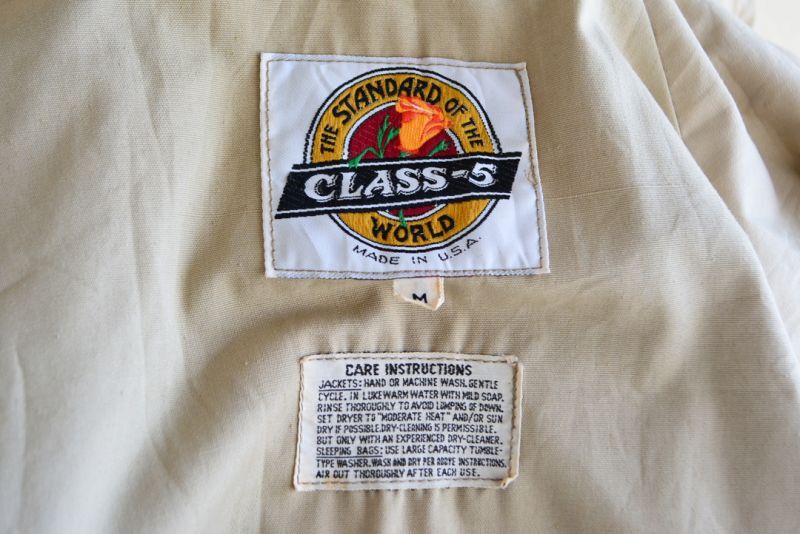 THE STANDARD OF THE
CLASS-5
WORLD
MADE IN U.S.A.
M
CARE INSTRUCTIONS
JACKETS: HAND OR MACHINE WASH. GENTLE
CYCLE. IN LUKEWARM WATER WITH MILD SOAP.
RINSE THOROUGHLY TO AVOID LUMPING OF DOWN.
SET DRYER TO "MODERATE HEAT" AND/OR SUN
DRY IF POSSIBLE. DRY-CLEANING IS PERMISSIBLE.
BUT ONLY WITH AN EXPERIENCED DRY-CLEANER.
SLEEPING BAGS: USE LARGE CAPACITY TUMBLE-
TYPE WASHER. WASH AND DRY PER ABOVE INSTRUCTIONS.
AIR OUT THOROUGHLY AFTER EACH USE.